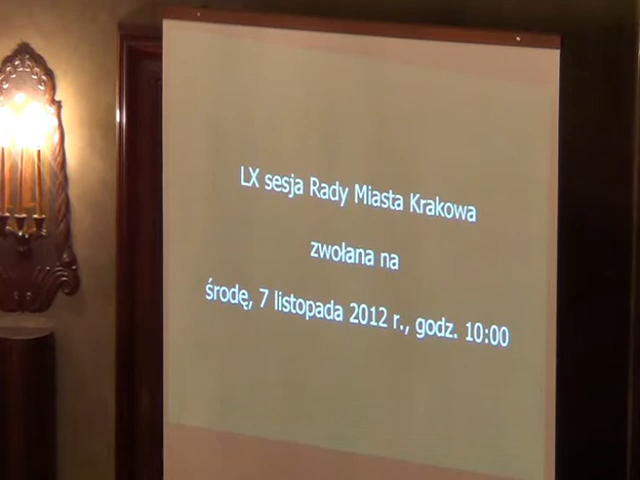 LX sesja Rady Miasta Krakowa
zwołana na
środę, 7 listopada 2012 r., godz. 10:00